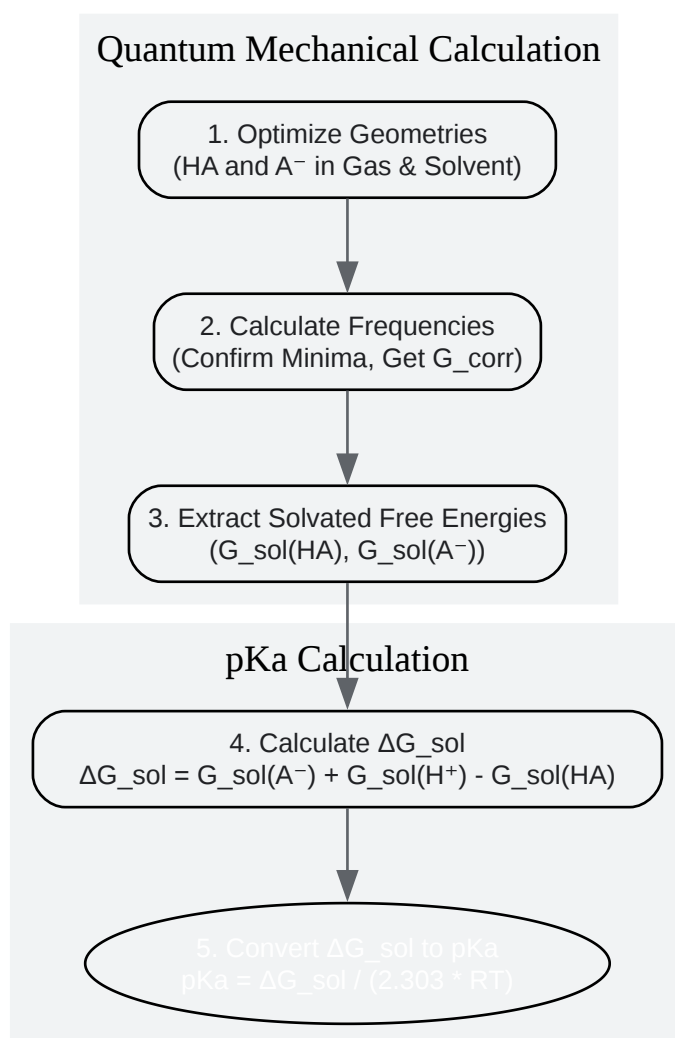 Quantum Mechanical Calculation
1. Optimize Geometries
(HA and A⁻ in Gas & Solvent)
2. Calculate Frequencies
(Confirm Minima, Get G_corr)
3. Extract Solvated Free Energies
(G_sol(HA), G_sol(A⁻))
pKa Calculation
4. Calculate ΔG_sol
ΔG_sol = G_sol(A⁻) + G_sol(H⁺) - G_sol(HA)
5. Convert ΔG_sol to pKa
pKa = ΔG_sol / (2.303 * RT)